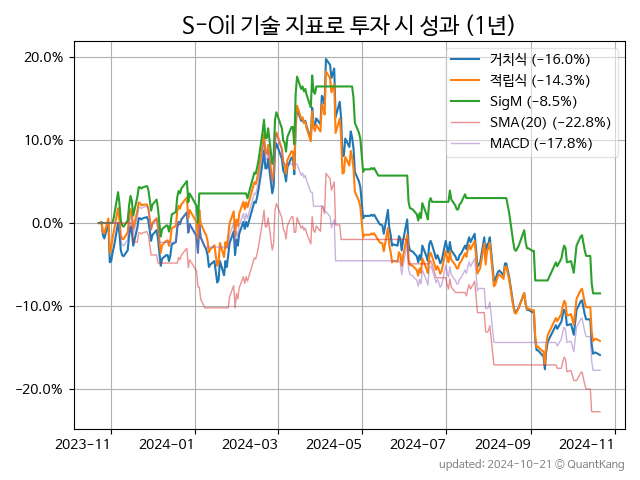 S-Oil 기술 지표로 투자 시 성과 (1년)
20.0%
10.0%
0.0%
−10.0%
−20.0%
거치식 (−16.0%)
적립식 (−14.3%)
SigM (−8.5%)
SMA(20) (−22.8%)
MACD (−17.8%)
2023-11 2024-01 2024-03 2024-05 2024-07 2024-09 2024-11
updated: 2024-10-21 © QuantKang